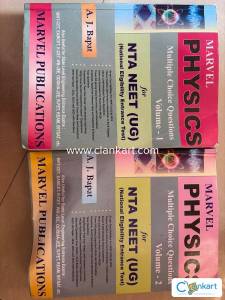 MARVEL
PHYSICS
Multiple Choice Questions
Volume - 1
for
NTA NEET (UG)
(National Eligibility Entrance Test)
A. J. Bapat
MARVEL PUBLICATIONS
www.clankart.com
MARVEL
PHYSICS
Multiple Choice Question
Volume - 2
for
NTA NEET (UG)
(National Eligibility Entrance Test)
A. J. Bapat
MARVEL PUBLICATIONS
Clankart